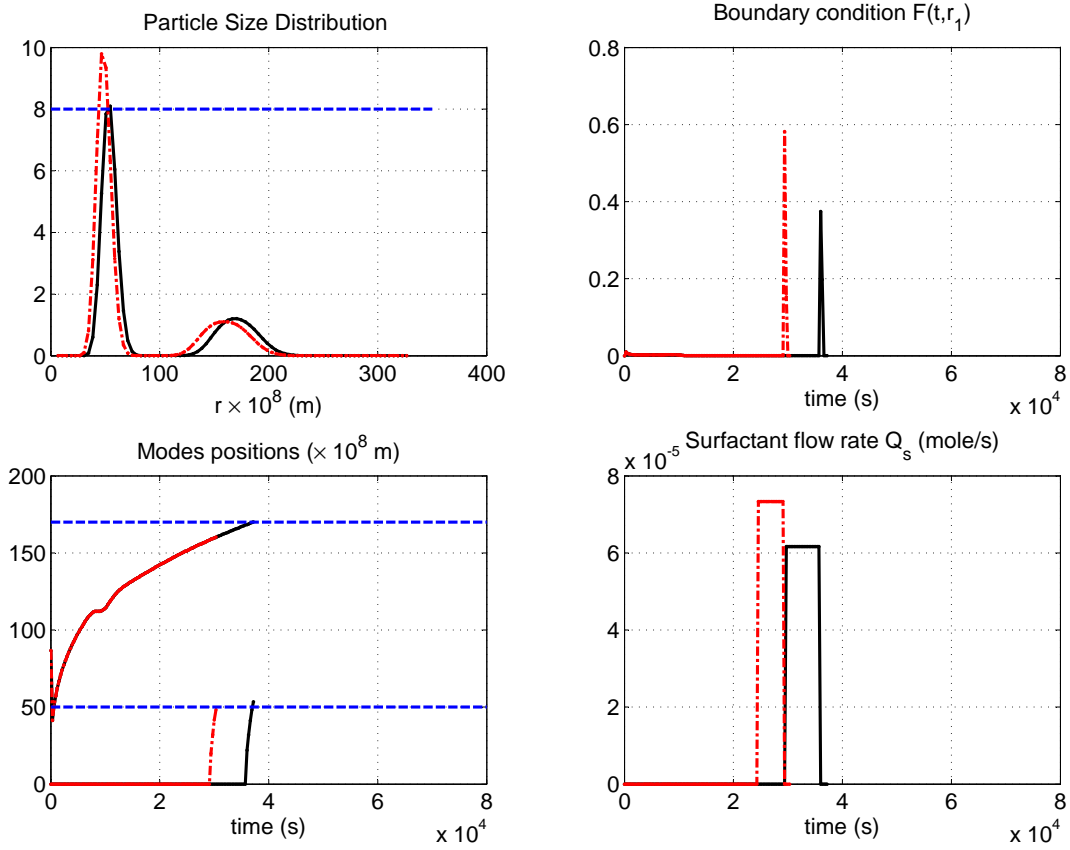 Particle Size Distribution
10
8
6
4
2
0
0 100 200 300 400
r × 10^8 (m)
Boundary condition F(t,r_1)
0.8
0.6
0.4
0.2
0
0 2 4 6 8
time (s)
x 10^4
Modes positions (× 10^8 m)
200
150
100
50
0
0 2 4 6 8
time (s)
x 10^4
Surfactant flow rate Q_s (mole/s)
x 10^-5
8
6
4
2
0
0 2 4 6 8
time (s)
x 10^4